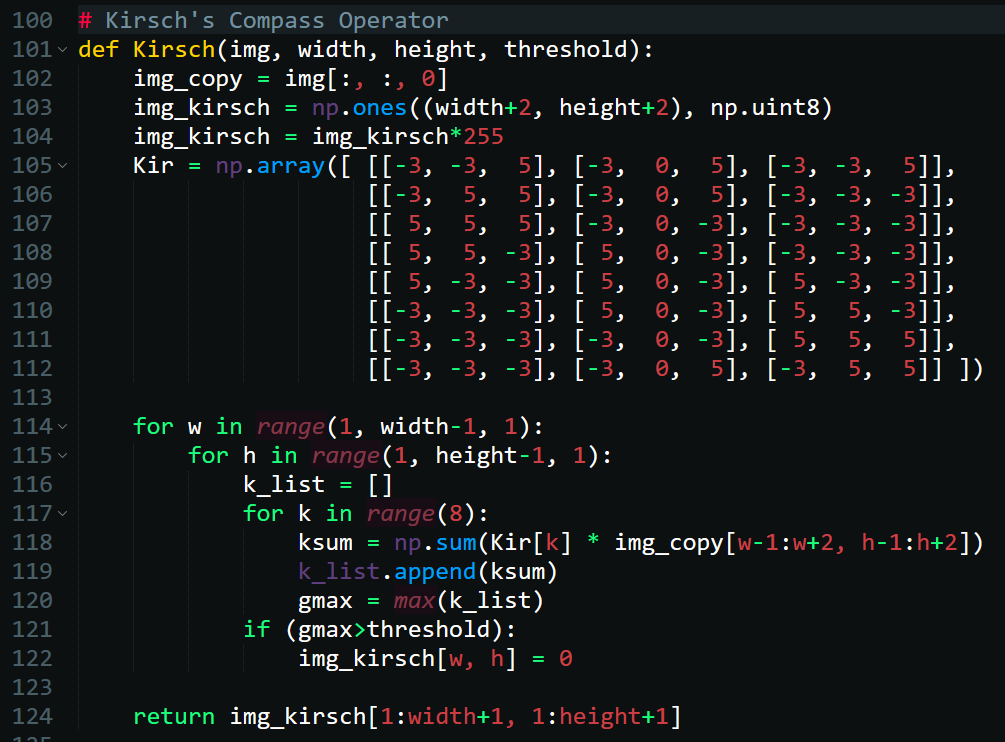 100 # Kirsch's Compass Operator
101 def Kirsch(img, width, height, threshold):
102     img_copy = img[:, :, 0]
103     img_kirsch = np.ones((width+2, height+2), np.uint8)
104     img_kirsch = img_kirsch*255
105     Kir = np.array([ [[-3, -3,  5], [-3,  0,  5], [-3, -3,  5]],
106                      [[-3,  5,  5], [-3,  0,  5], [-3, -3, -3]],
107                      [[ 5,  5,  5], [-3,  0, -3], [-3, -3, -3]],
108                      [[ 5,  5, -3], [ 5,  0, -3], [-3, -3, -3]],
109                      [[ 5, -3, -3], [ 5,  0, -3], [ 5, -3, -3]],
110                      [[-3, -3, -3], [ 5,  0, -3], [ 5,  5, -3]],
111                      [[-3, -3, -3], [-3,  0, -3], [ 5,  5,  5]],
112                      [[-3, -3, -3], [-3,  0,  5], [-3,  5,  5]] ])
113
114     for w in range(1, width-1, 1):
115         for h in range(1, height-1, 1):
116             k_list = []
117             for k in range(8):
118                 ksum = np.sum(Kir[k] * img_copy[w-1:w+2, h-1:h+2])
119                 k_list.append(ksum)
120                 gmax = max(k_list)
121             if (gmax>threshold):
122                 img_kirsch[w, h] = 0
123
124     return img_kirsch[1:width+1, 1:height+1]